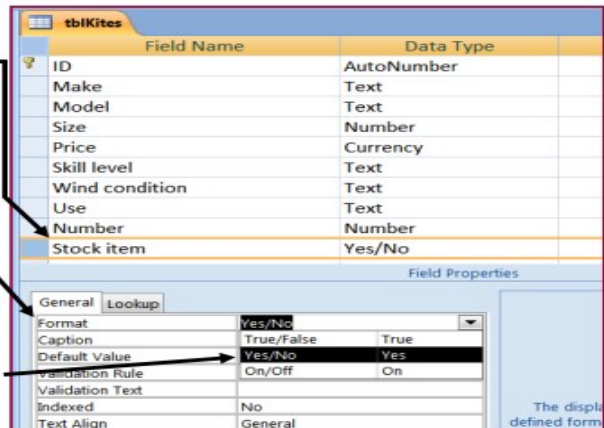 tblKites
Field Name Data Type
ID AutoNumber
Make Text
Model Text
Size Number
Price Currency
Skill level Text
Wind condition Text
Use Text
Number Number
Stock item Yes/No
Field Properties
General Lookup
Format Yes/No
Caption True/False True
Default Value Yes/No Yes
Validation Rule On/Off On
Validation Text
Indexed No
Text Align General
The displa
defined form